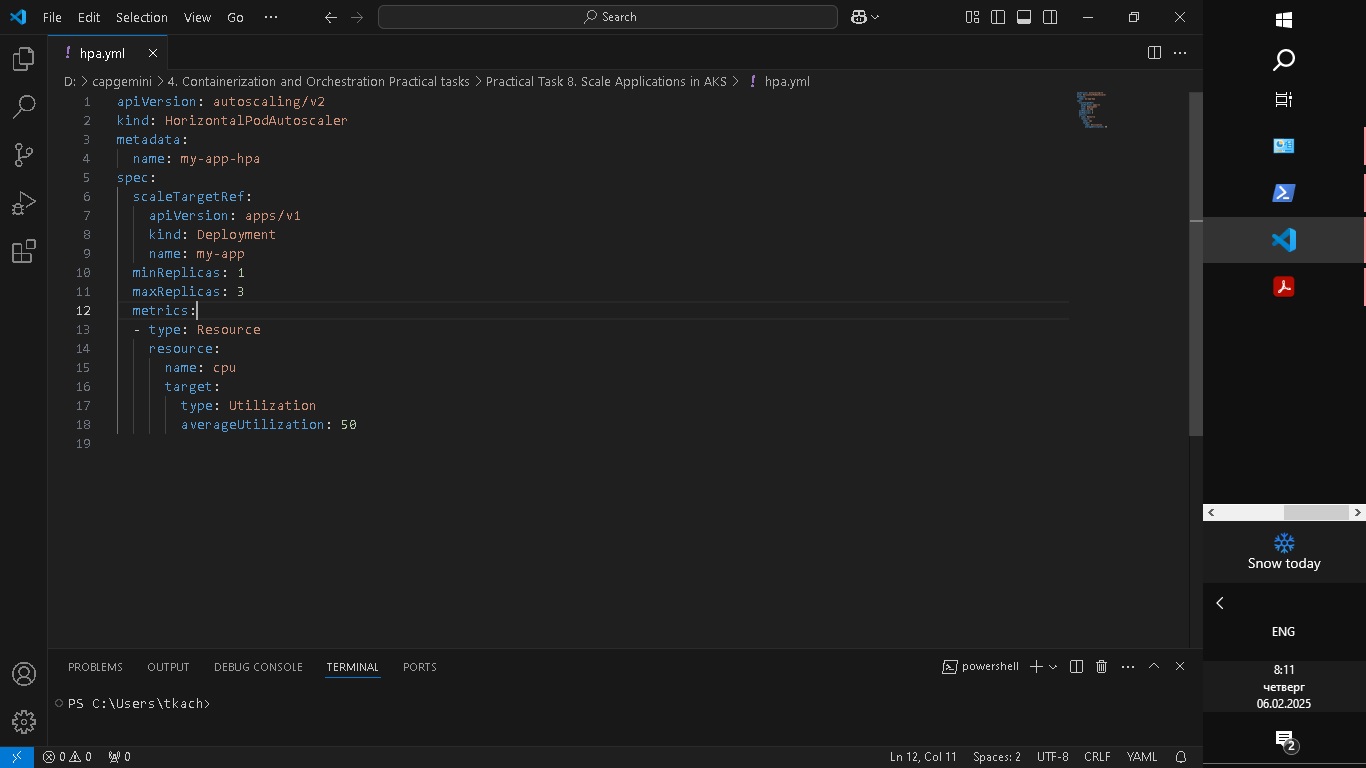 File Edit Selection View Go ··· Search
! hpa.yml
D: > capgemini > 4. Containerization and Orchestration Practical tasks > Practical Task 8. Scale Applications in AKS > ! hpa.yml
1 apiVersion: autoscaling/v2
2 kind: HorizontalPodAutoscaler
3 metadata:
4 name: my-app-hpa
5 spec:
6 scaleTargetRef:
7 apiVersion: apps/v1
8 kind: Deployment
9 name: my-app
10 minReplicas: 1
11 maxReplicas: 3
12 metrics:
13 - type: Resource
14 resource:
15 name: cpu
16 target:
17 type: Utilization
18 averageUtilization: 50
19
PROBLEMS OUTPUT DEBUG CONSOLE TERMINAL PORTS powershell
PS C:\Users\tkach>
0 0 0 Ln 12, Col 11 Spaces: 2 UTF-8 CRLF YAML
Snow today
ENG
8:11
четверг
06.02.2025
2